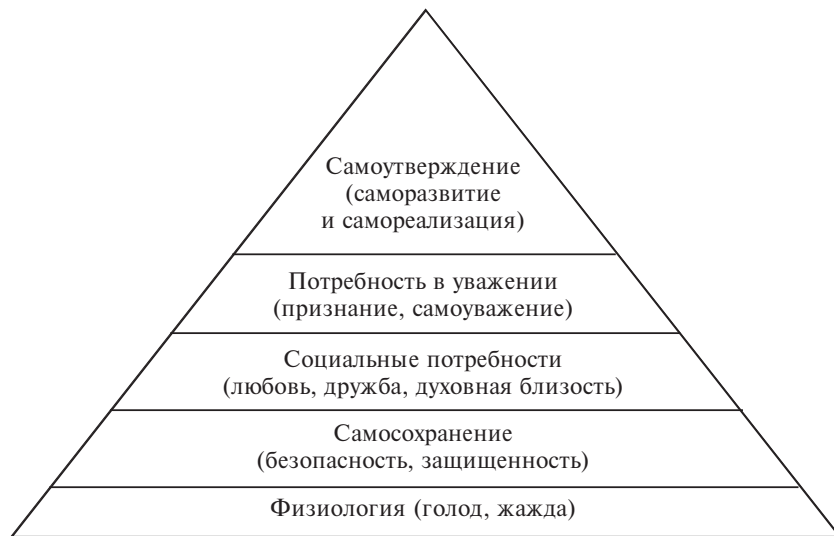 Самоутверждение
(саморазвитие
и самореализация)
Потребность в уважении
(признание, самоуважение)
Социальные потребности
(любовь, дружба, духовная близость)
Самосохранение
(безопасность, защищенность)
Физиология (голод, жажда)